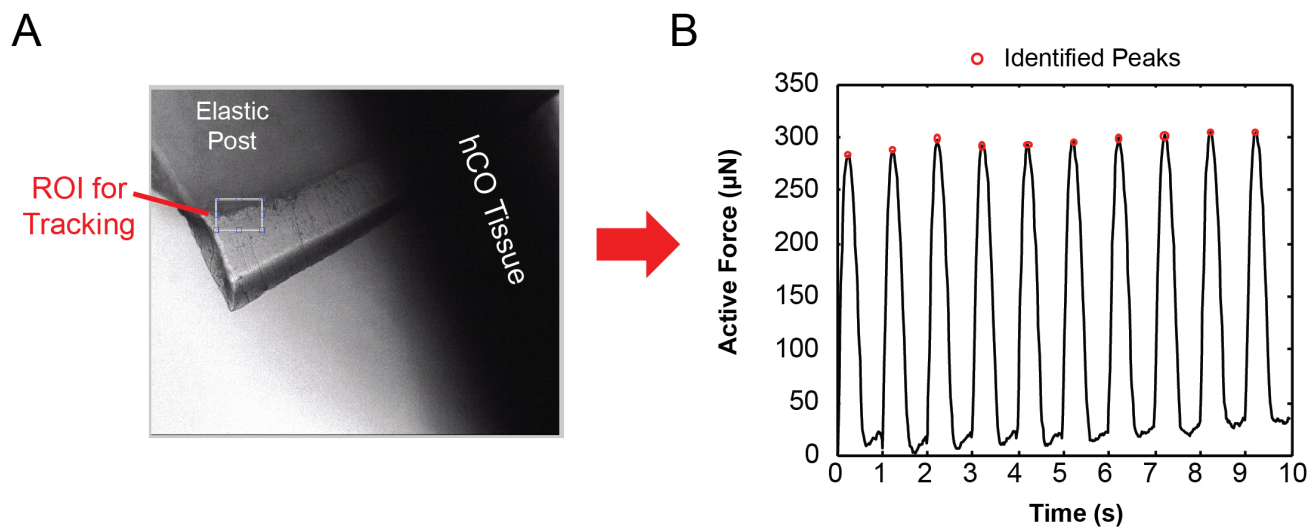 A
Elastic
Post
ROI for
Tracking
hCO Tissue
B
Identified Peaks
Active Force (µN)
350
300
250
200
150
100
50
0
0 1 2 3 4 5 6 7 8 9 10
Time (s)